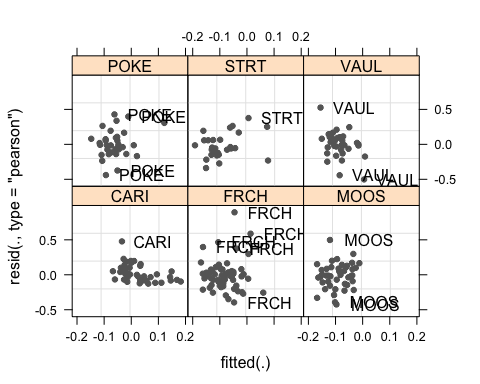 -0.2 -0.1 0.0 0.1 0.2
POKE STRT VAUL
POKE
POKE
STRT
VAUL
0.5
0.0
-0.5
POKE
POKE
VAUL
CARI FRCH MOOS
CARI
FRCH
FRCH
FRCH
FRCH
FRCH
MOOS
0.5
0.0
-0.5
FRCH
MOOS
MOOS
-0.2 -0.1 0.0 0.1 0.2
-0.2 -0.1 0.0 0.1 0.2
fitted(.)
resid(., type = "pearson")